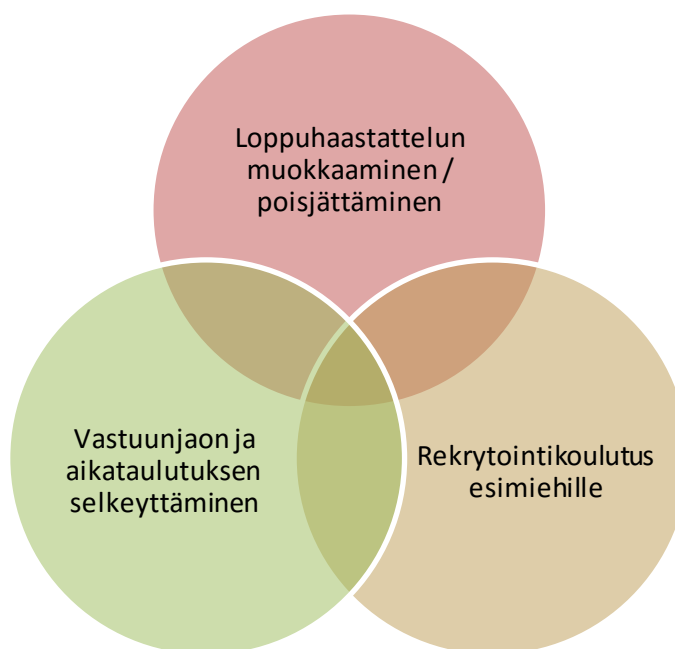 Loppuhaastattelun
muokkaaminen /
poisjättäminen
Vastuunjaon ja
aikataulutuksen
selkeyttäminen
Rekrytointikoulutus
esimiehille